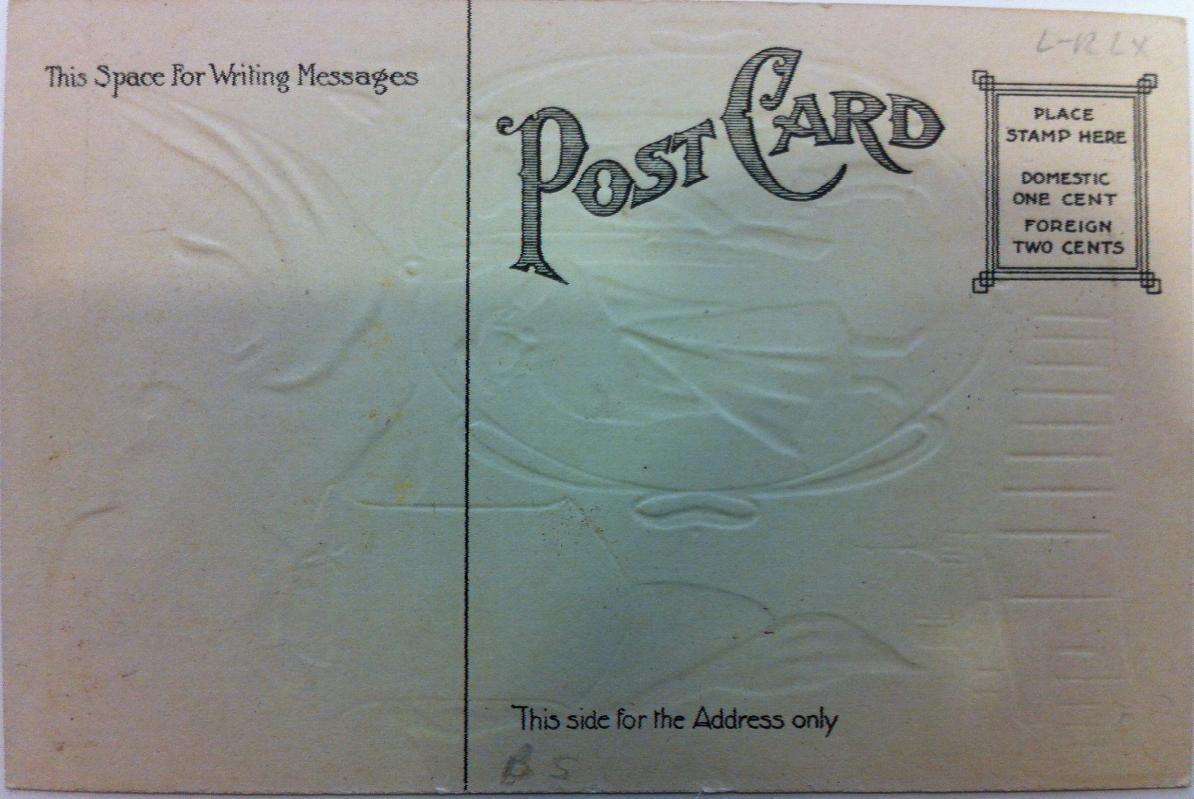 This Space For Writing Messages
POST CARD
L-RLX
PLACE
STAMP HERE
DOMESTIC
ONE CENT
FOREIGN
TWO CENTS
This side for the Address only
B S